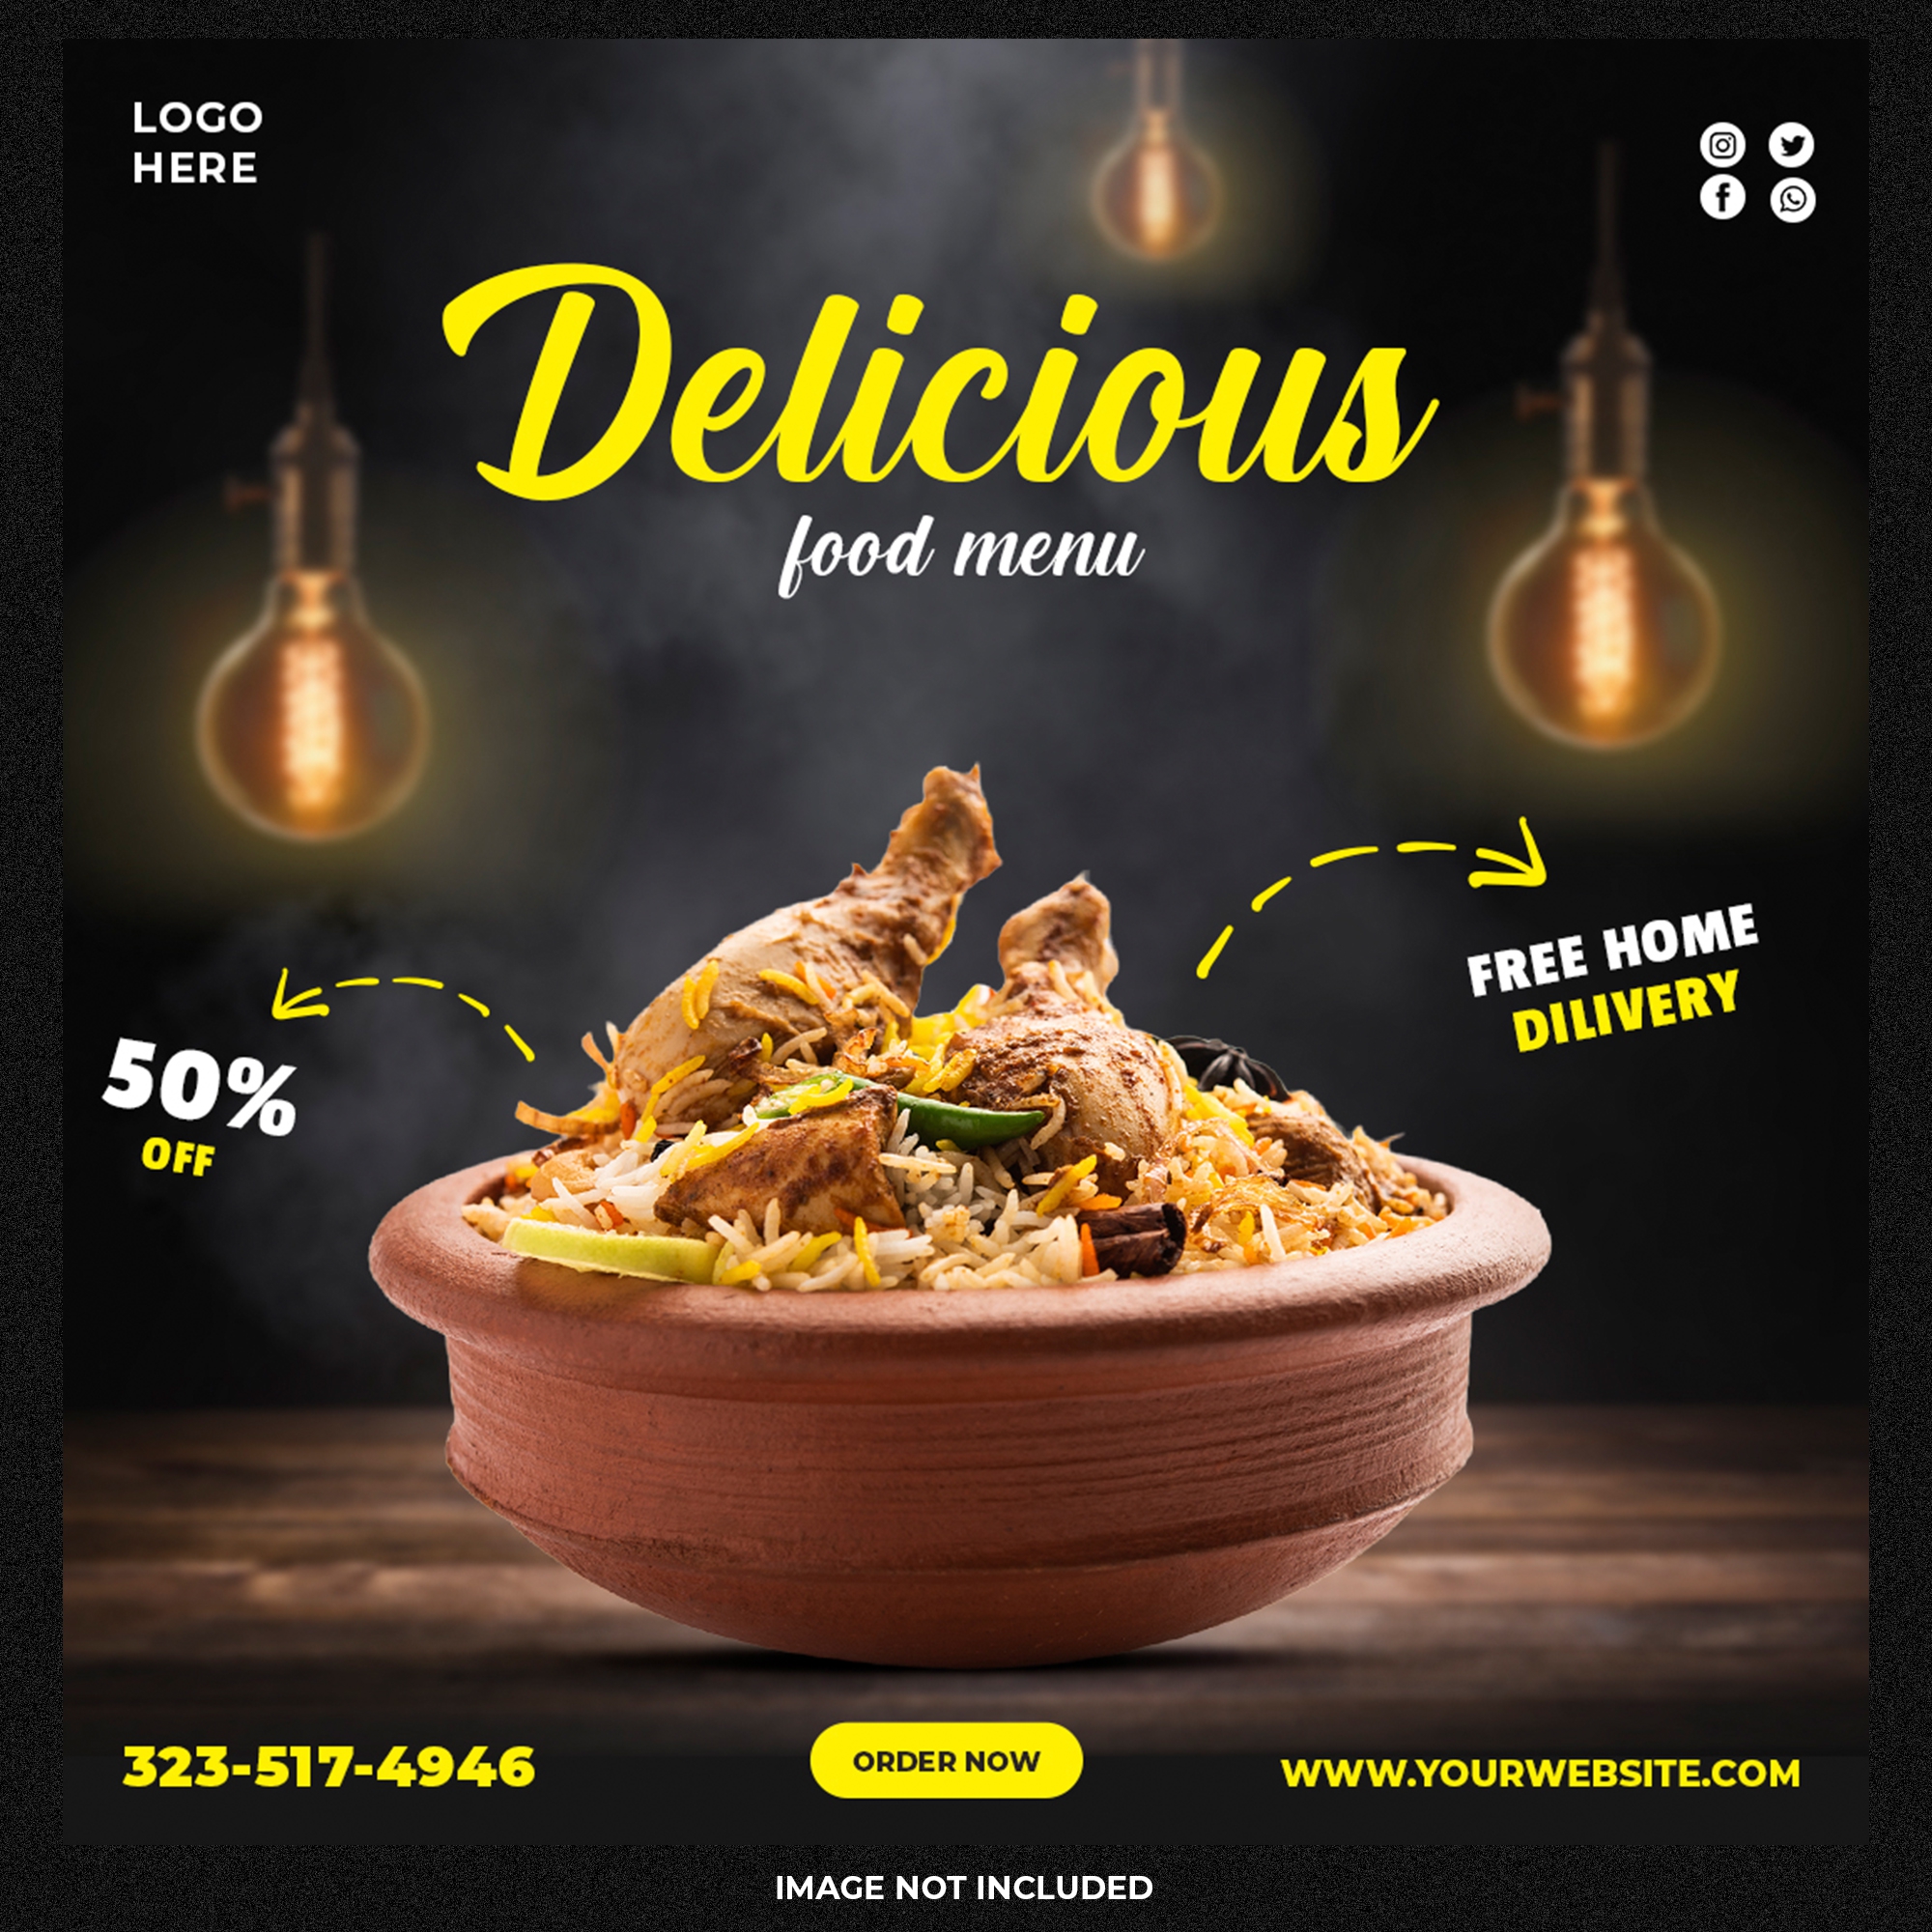 LOGO
HERE
Delicious
food menu
FREE HOME
DILIVERY
50%
OFF
323-517-4946
ORDER NOW
WWW.YOURWEBSITE.COM
IMAGE NOT INCLUDED